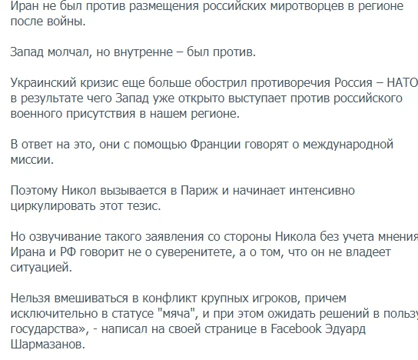 Иран не был против размещения российских миротворцев в регионе
после войны.
Запад молчал, но внутренне – был против.
Украинский кризис еще больше обострил противоречия Россия – НАТО
в результате чего Запад уже открыто выступает против российского
военного присутствия в нашем регионе.
В ответ на это, они с помощью Франции говорят о международной
миссии.
Поэтому Никол вызывается в Париж и начинает интенсивно
циркулировать этот тезис.
Но озвучивание такого заявления со стороны Никола без учета мнения
Ирана и РФ говорит не о суверенитете, а о том, что он не владеет
ситуацией.
Нельзя вмешиваться в конфликт крупных игроков, причем
исключительно в статусе "мяча", и при этом ожидать решений в пользу
государства», - написал на своей странице в Facebook Эдуард
Шармазанов.